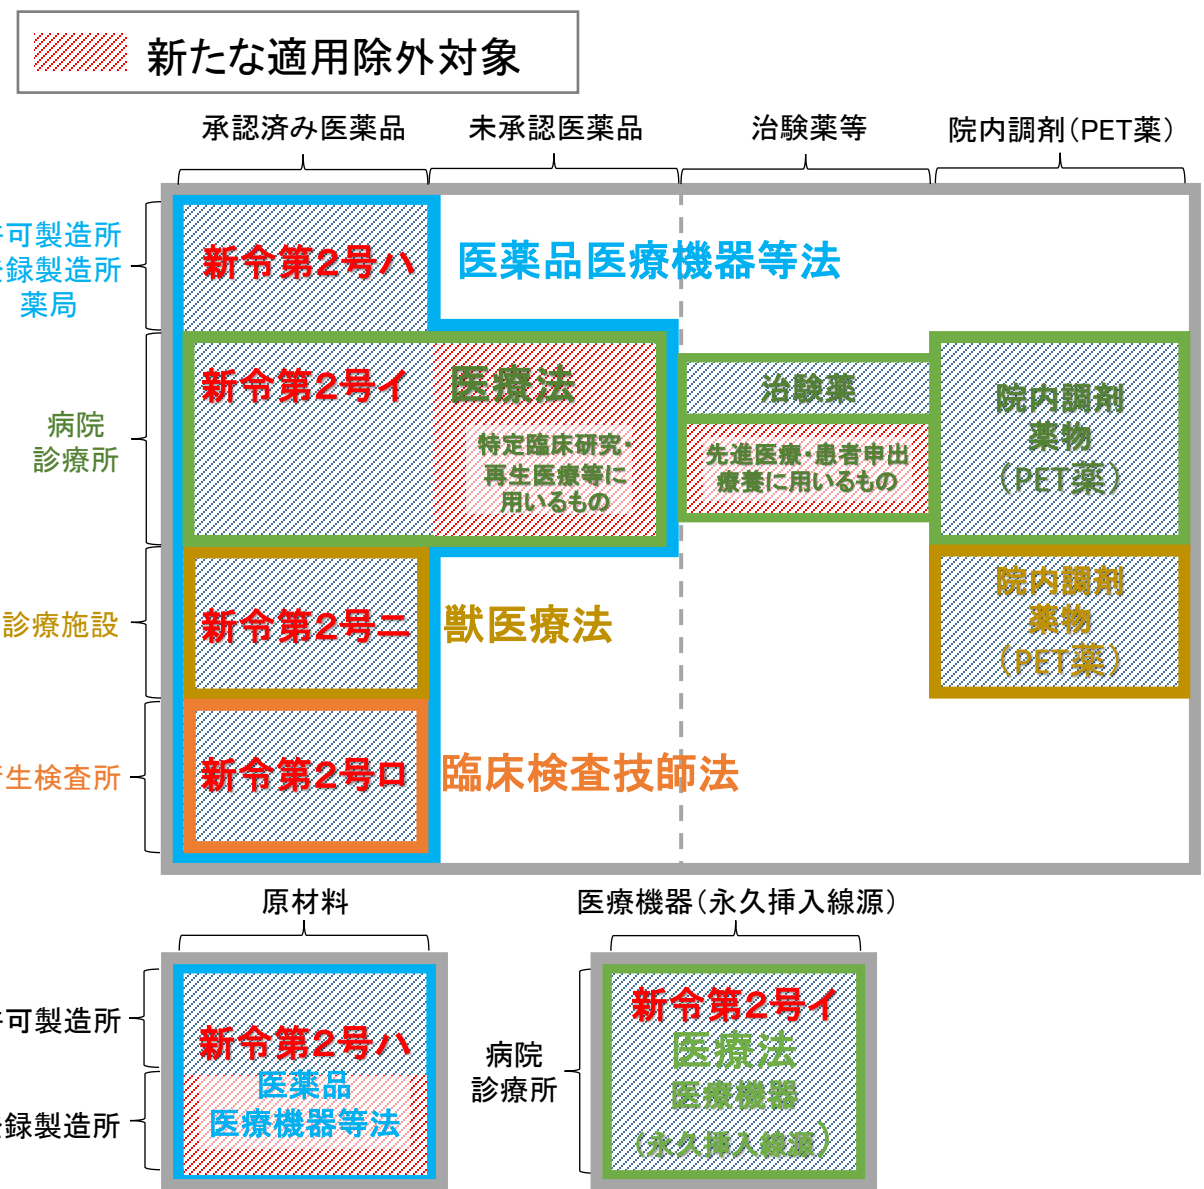 新たな適用除外対象
承認済み医薬品
未承認医薬品
治験薬等
院内調剤(PET薬)
可製造所
録製造所
薬局
新令第2号ハ
医薬品医療機器等法
病院
診療所
新令第2号イ
医療法
特定臨床研究・
再生医療等に
用いるもの
治験薬
先進医療・患者申出
療養に用いるもの
院内調剤
薬物
(PET薬)
診療施設
新令第2号ニ
獣医療法
院内調剤
薬物
(PET薬)
生検査所
新令第2号ロ
臨床検査技師法
原材料
医療機器(永久挿入線源)
可製造所
録製造所
新令第2号ハ
医薬品
医療機器等法
病院
診療所
新令第2号イ
医療法
医療機器
(永久挿入線源)